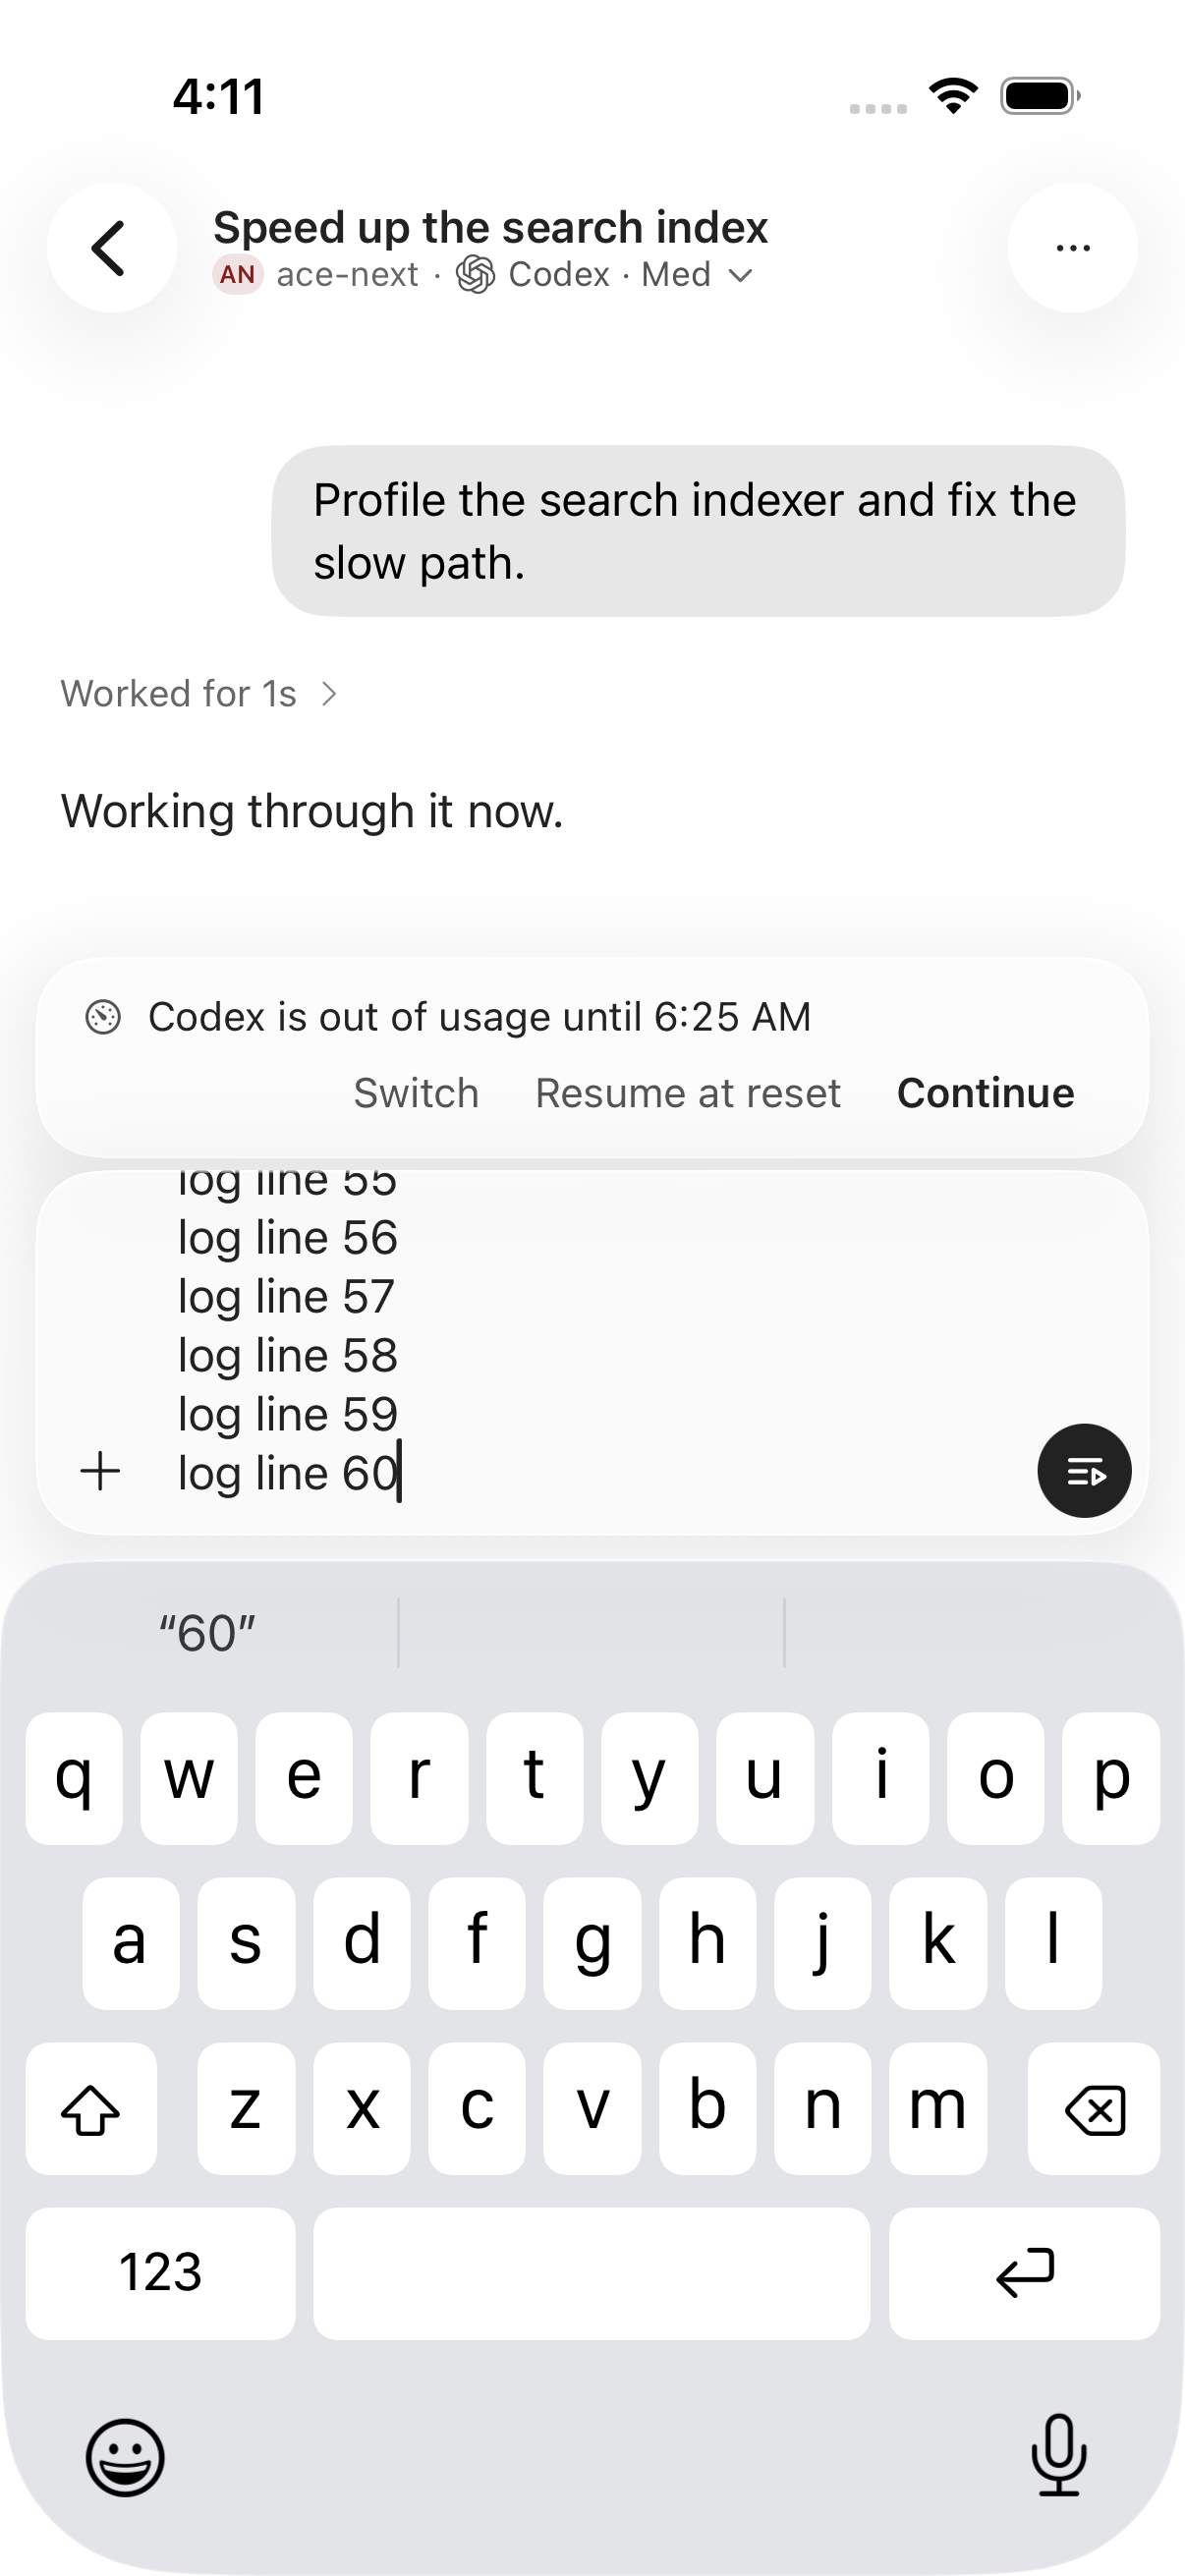 4:11
Speed up the search index
AN ace-next · Codex · Med
Profile the search indexer and fix the
slow path.
Worked for 1s
Working through it now.
Codex is out of usage until 6:25 AM
Switch Resume at reset Continue
log line 55
log line 56
log line 57
log line 58
log line 59
log line 60
“60”
q w e r t y u i o p
a s d f g h j k l
z x c v b n m
123